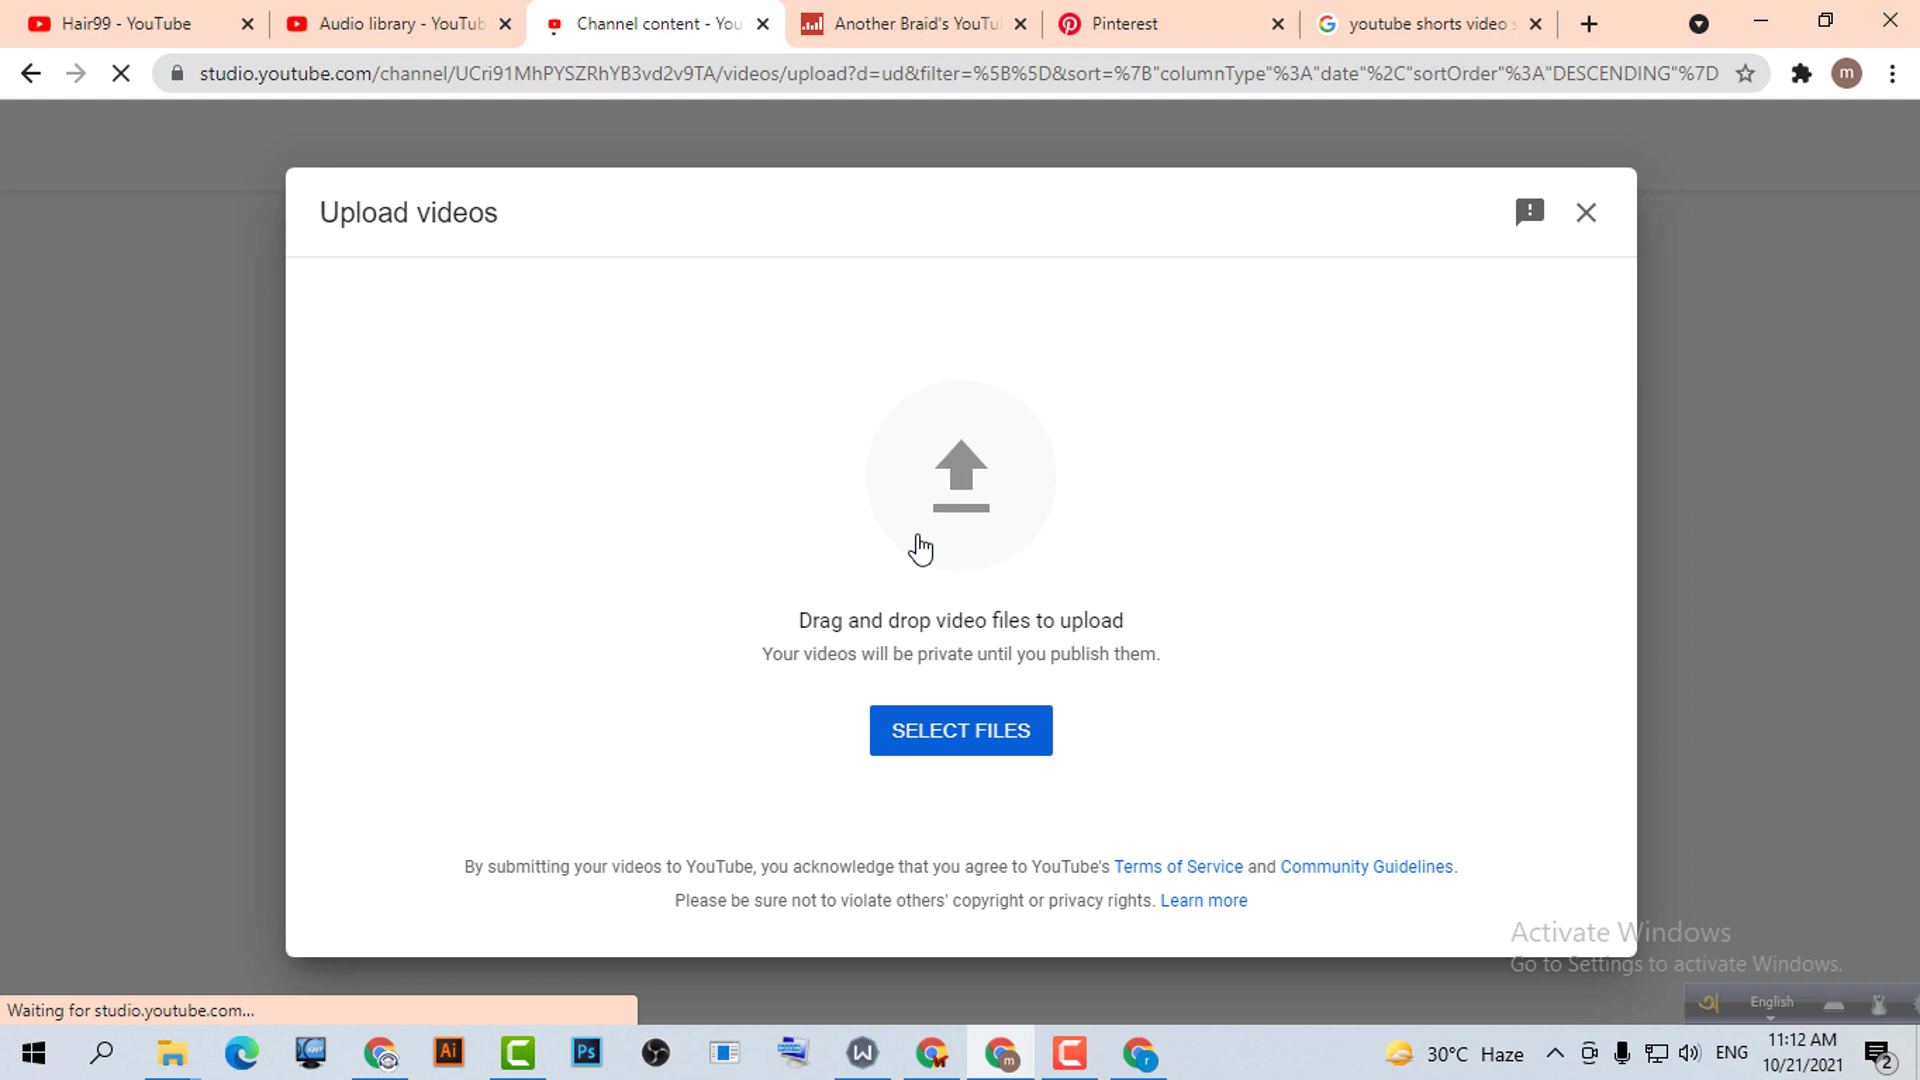 Hair99 - YouTube
Audio library - YouTub
Channel content - You
Another Braid's YouTu
Pinterest
youtube shorts video s
studio.youtube.com/channel/UCri91MhPYSZRhYB3vd2v9TA/videos/upload?d=ud&filter=%5B%5D&sort=%7B"columnType"%3A"date"%2C"sortOrder"%3A"DESCENDING"%7D
m
Upload videos
Drag and drop video files to upload
Your videos will be private until you publish them.
SELECT FILES
By submitting your videos to YouTube, you acknowledge that you agree to YouTube's Terms of Service and Community Guidelines.
Please be sure not to violate others' copyright or privacy rights. Learn more
Activate Windows
Go to Settings to activate Windows.
Waiting for studio.youtube.com...
English
Ai
Ps
m
r
30°C Haze
ENG
11:12 AM
10/21/2021
2